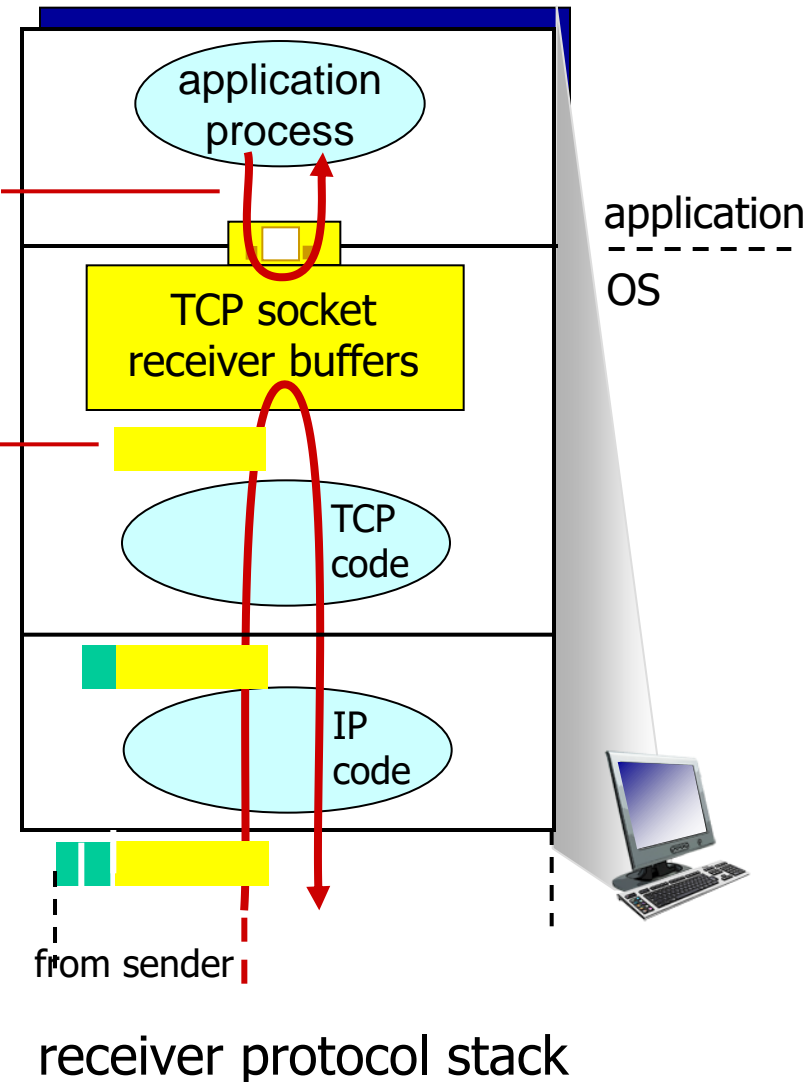 application
process
application
OS
TCP socket
receiver buffers
TCP
code
IP
code
from sender
receiver protocol stack